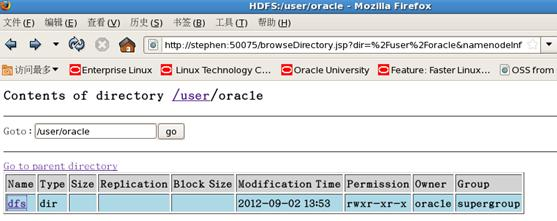 HDFS:/user/oracle - Mozilla Firefox
文件(F) 编辑(E) 查看(V) 历史(S) 书签(B) 工具(T) 帮助(H)
http://stephen:50075/browseDirectory.jsp?dir=%2Fuser%2Foracle&namenodeInf
访问最多 Enterprise Linux Linux Technology C... Oracle University Feature: Faster Linux... OSS from
Contents of directory /user/oracle
Goto: /user/oracle go
Go to parent directory
Name Type Size Replication Block Size Modification Time Permission Owner Group
dfs dir 2012-09-02 13:53 rwxr-xr-x oracle supergroup